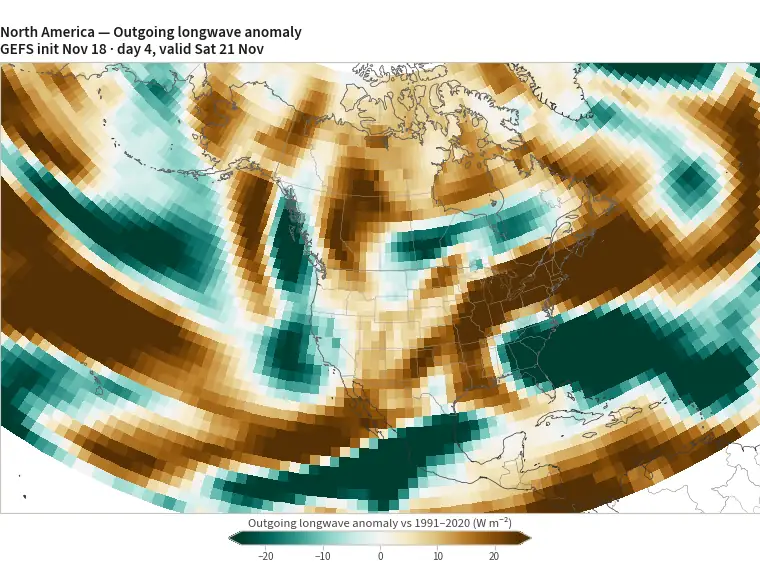 North America — Outgoing longwave anomaly
GEFS init Nov 18 · day 4, valid Sat 21 Nov
Outgoing longwave anomaly vs 1991–2020 (W m⁻²)
−20 −10 0 10 20